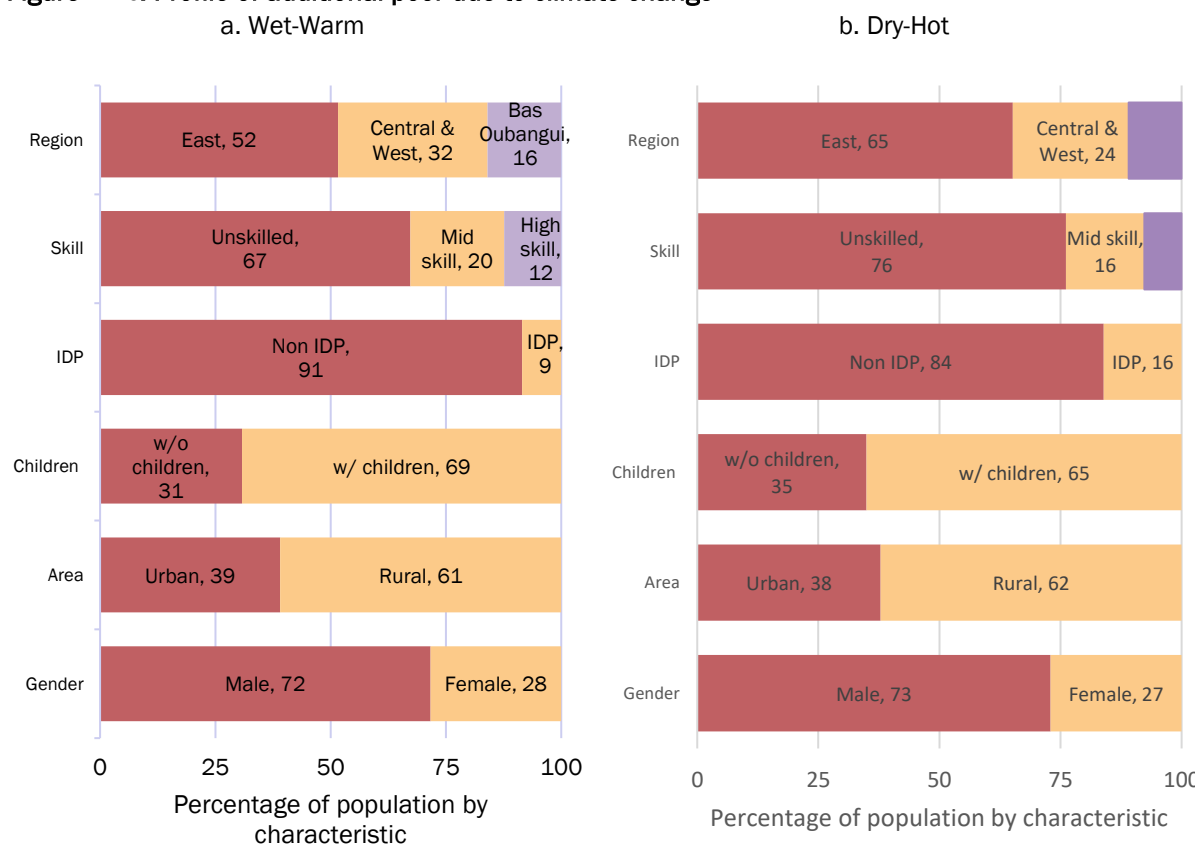 a. Wet-Warm
Region
East, 52
Central &
West, 32
Bas
Oubangui,
16
Skill
Unskilled,
67
Mid
skill, 20
High
skill,
12
IDP
Non IDP,
91
IDP,
9
Children
w/o
children,
31
w/ children, 69
Area
Urban, 39
Rural, 61
Gender
Male, 72
Female, 28
0 25 50 75 100
Percentage of population by
characteristic
b. Dry-Hot
Region
East, 65
Central &
West, 24
Skill
Unskilled,
76
Mid skill,
16
IDP
Non IDP, 84
IDP, 16
Children
w/o children,
35
w/ children, 65
Area
Urban, 38
Rural, 62
Gender
Male, 73
Female, 27
0 25 50 75 100
Percentage of population by characteristic